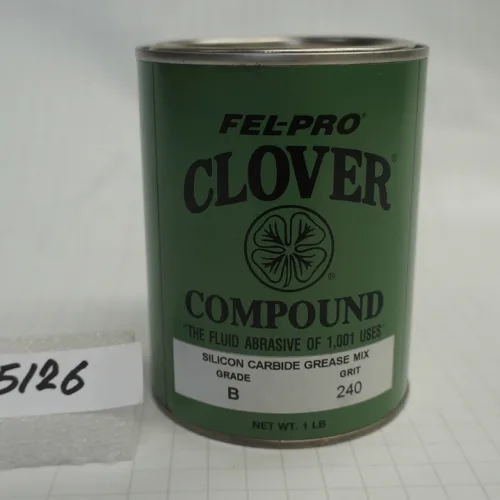 FEL-PRO®
CLOVER®
®
COMPOUND
"THE FLUID ABRASIVE OF 1,001 USES"
SILICON CARBIDE GREASE MIX
GRADE GRIT
B 240
NET WT. 1 LB
5126